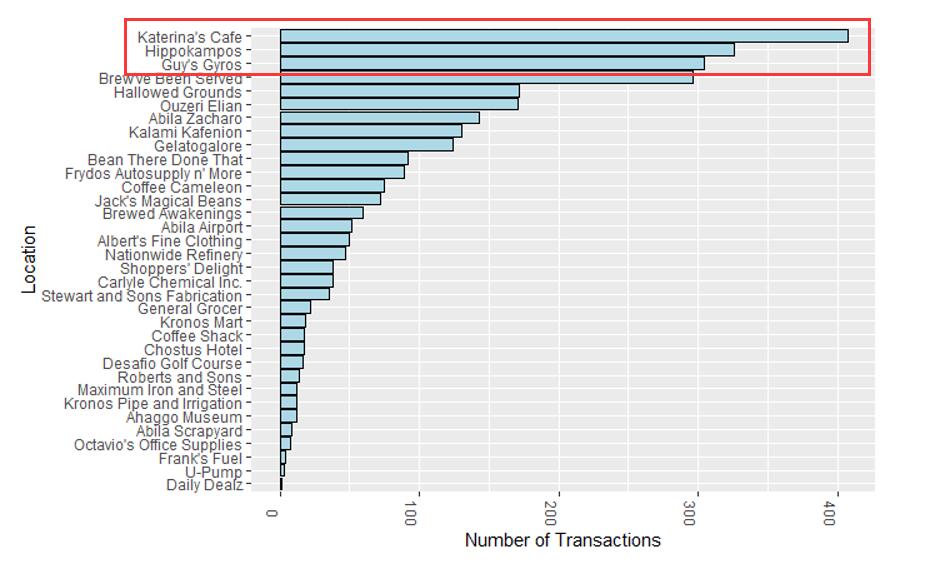 Katerina's Cafe
Hippokampos
Guy's Gyros
Brew've Been Served
Hallowed Grounds
Ouzeri Elian
Abila Zacharo
Kalami Kafenion
Gelatogalore
Bean There Done That
Frydos Autosupply n' More
Coffee Cameleon
Jack's Magical Beans
Brewed Awakenings
Abila Airport
Albert's Fine Clothing
Nationwide Refinery
Shoppers' Delight
Carlyle Chemical Inc.
Stewart and Sons Fabrication
General Grocer
Kronos Mart
Coffee Shack
Chostus Hotel
Desafio Golf Course
Roberts and Sons
Maximum Iron and Steel
Kronos Pipe and Irrigation
Ahaggo Museum
Abila Scrapyard
Octavio's Office Supplies
Frank's Fuel
U-Pump
Daily Dealz
Location
0
100
200
300
400
Number of Transactions